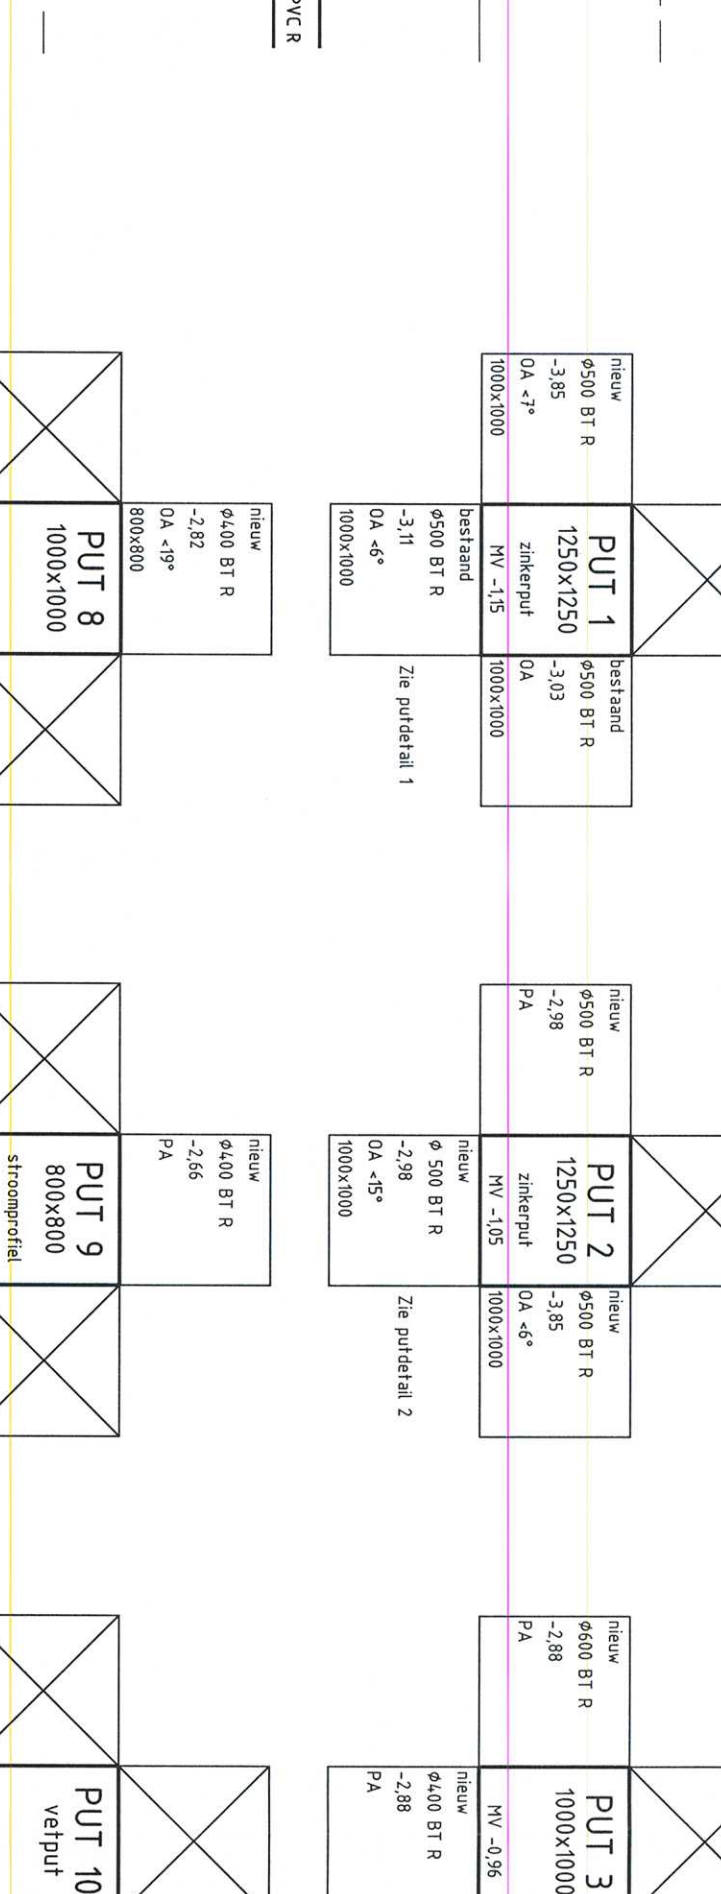 PVC R
nieuw
ø500 BT R
-3,85
OA <7°
1000x1000
PUT 1
1250x1250
zinkerput
MV -1,15
bestaand
ø500 BT R
-3,03
OA
1000x1000
bestaand
ø500 BT R
-3,11
OA <6°
1000x1000
Zie putdetail 1
nieuw
ø500 BT R
-2,98
PA
PUT 2
1250x1250
zinkerput
MV -1,05
nieuw
ø500 BT R
-3,85
OA <6°
1000x1000
nieuw
ø 500 BT R
-2,98
OA <15°
1000x1000
Zie putdetail 2
nieuw
ø600 BT R
-2,88
PA
PUT 3
1000x1000
MV -0,96
nieuw
ø400 BT R
-2,88
PA
nieuw
ø400 BT R
-2,82
OA <19°
800x800
PUT 8
1000x1000
nieuw
ø400 BT R
-2,66
PA
PUT 9
800x800
stroomprofiel
PUT 10
vetput